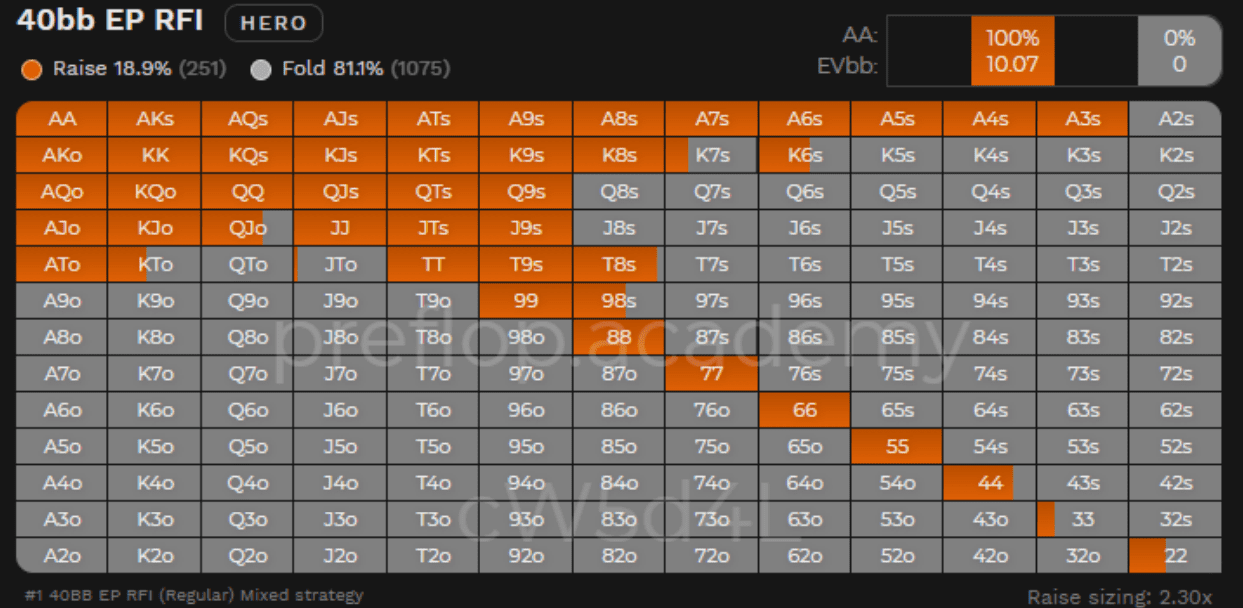 40bb EP RFI HERO
Raise 18.9% (251) Fold 81.1% (1075)
AA: 100% 0%
EVbb: 10.07 0
AA AKs AQs AJs ATs A9s A8s A7s A6s A5s A4s A3s A2s
AKo KK KQs KJs KTs K9s K8s K7s K6s K5s K4s K3s K2s
AQo KQo QQ QJs QTs Q9s Q8s Q7s Q6s Q5s Q4s Q3s Q2s
AJo KJo QJo JJ JTs J9s J8s J7s J6s J5s J4s J3s J2s
ATo KTo QTo JTo TT T9s T8s T7s T6s T5s T4s T3s T2s
A9o K9o Q9o J9o T9o 99 98s 97s 96s 95s 94s 93s 92s
preflop.academy
A8o K8o Q8o J8o T8o 98o 88 87s 86s 85s 84s 83s 82s
A7o K7o Q7o J7o T7o 97o 87o 77 76s 75s 74s 73s 72s
A6o K6o Q6o J6o T6o 96o 86o 76o 66 65s 64s 63s 62s
A5o K5o Q5o J5o T5o 95o 85o 75o 65o 55 54s 53s 52s
A4o K4o Q4o J4o T4o 94o 84o 74o 64o 54o 44 43s 42s
cW5d4L
A3o K3o Q3o J3o T3o 93o 83o 73o 63o 53o 43o 33 32s
A2o K2o Q2o J2o T2o 92o 82o 72o 62o 52o 42o 32o 22
#1 40BB EP RFI (Regular) Mixed strategy Raise sizing: 2.30x